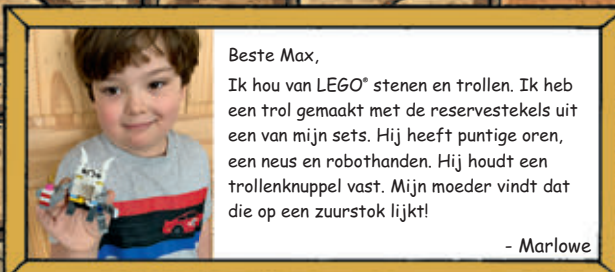 Beste Max,
Ik hou van LEGO® stenen en trollen. Ik heb
een trol gemaakt met de reservestekels uit
een van mijn sets. Hij heeft puntige oren,
een neus en robothanden. Hij houdt een
trollenknuppel vast. Mijn moeder vindt dat
die op een zuurstok lijkt!
- Marlowe